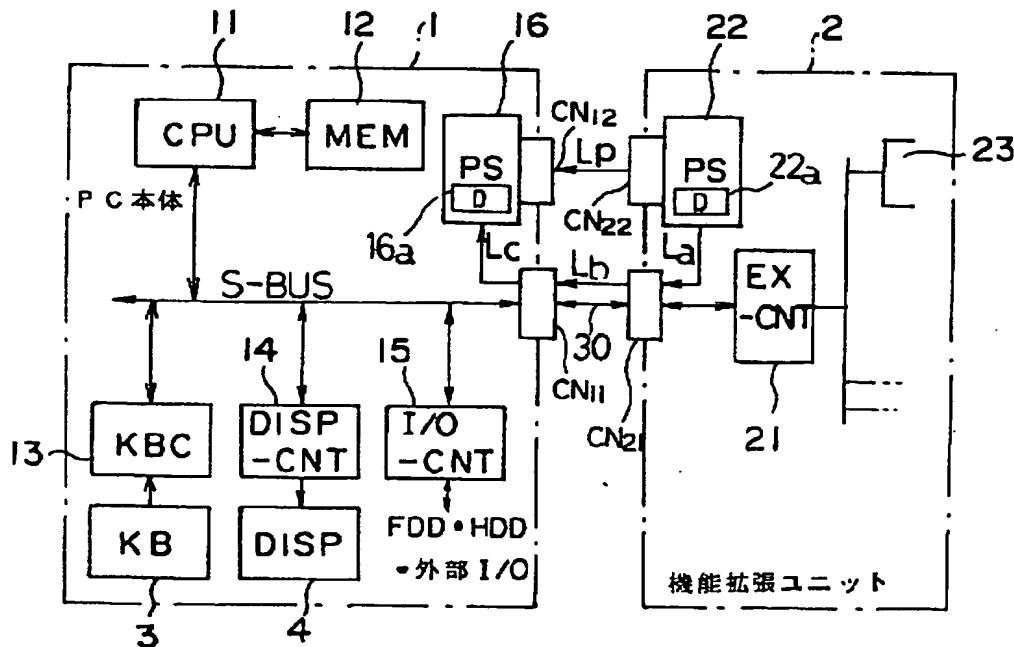 11
12
1
16
22
2
CPU
MEM
CN12
PS
D
16a
Lp
CN22
PS
D
22a
23
PC本体
Lc
La
S-BUS
Lb
30
CN11
CN21
EX
-CNT
21
14
15
13
KBC
DISP
-CNT
I/O
-CNT
KB
DISP
FDD•HDD
•外部 I/O
3
4
機能拡張ユニット